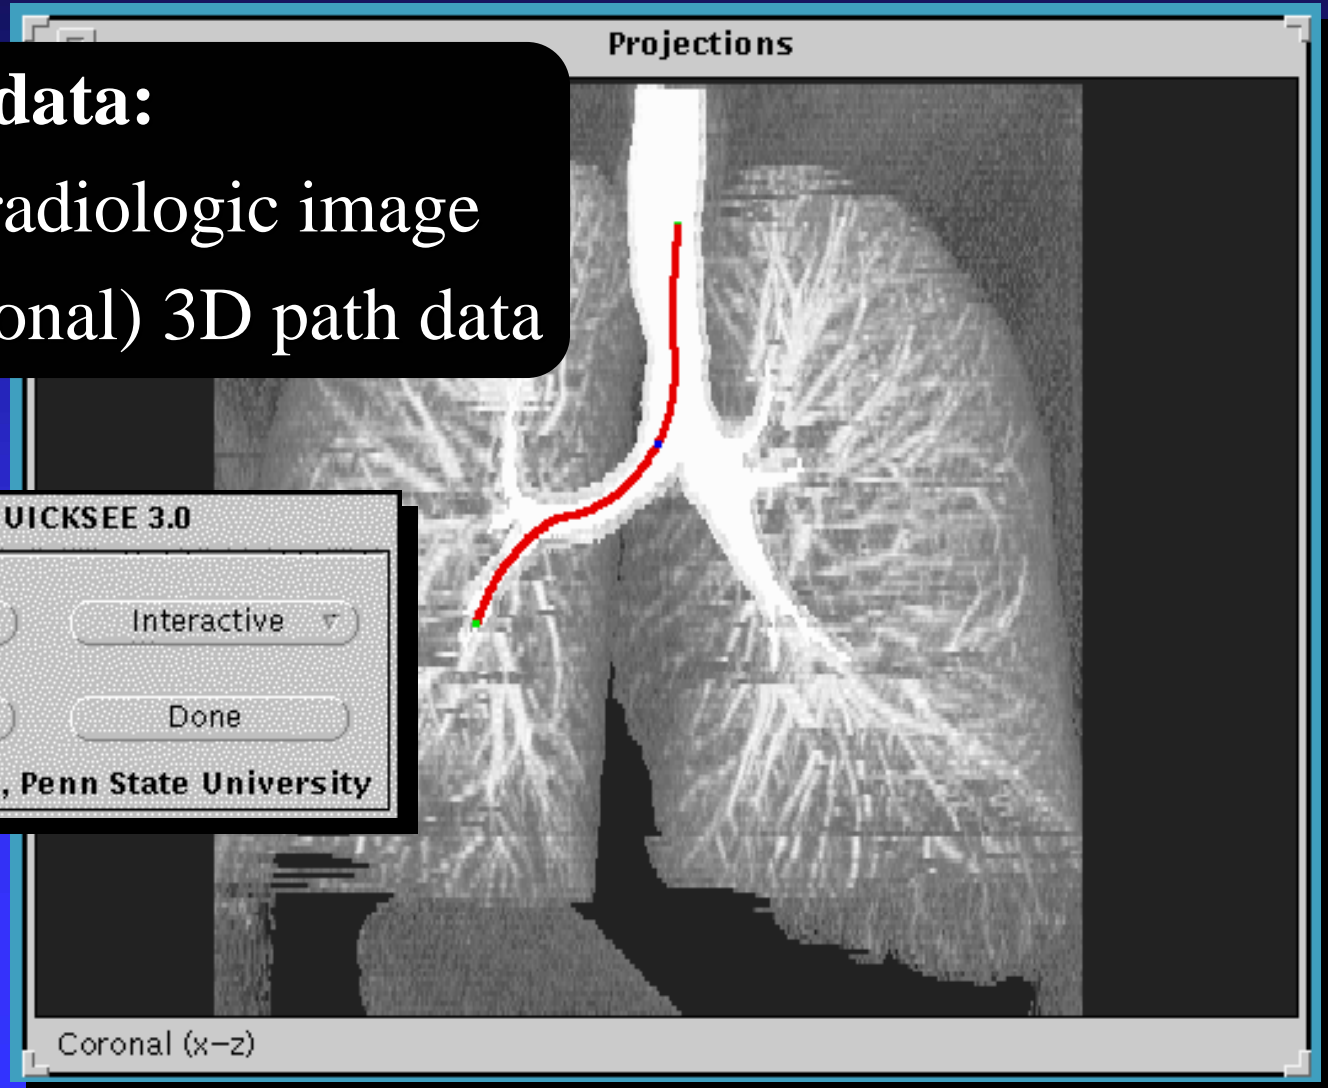 Projections
data:
radiologic image
onal) 3D path data
UICKSEE 3.0
Interactive
Done
, Penn State University
Coronal (x−z)